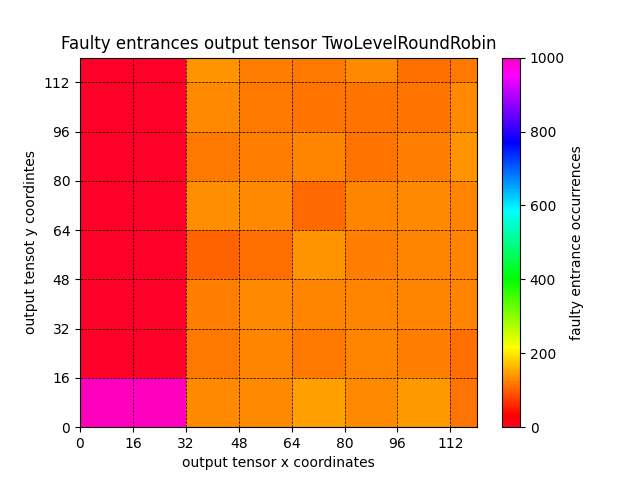 Faulty entrances output tensor TwoLevelRoundRobin
112
96
80
64
48
32
16
0
output tensot y coordintes
0 16 32 48 64 80 96 112
output tensor x coordinates
1000
800
600
400
200
0
faulty entrance occurrences